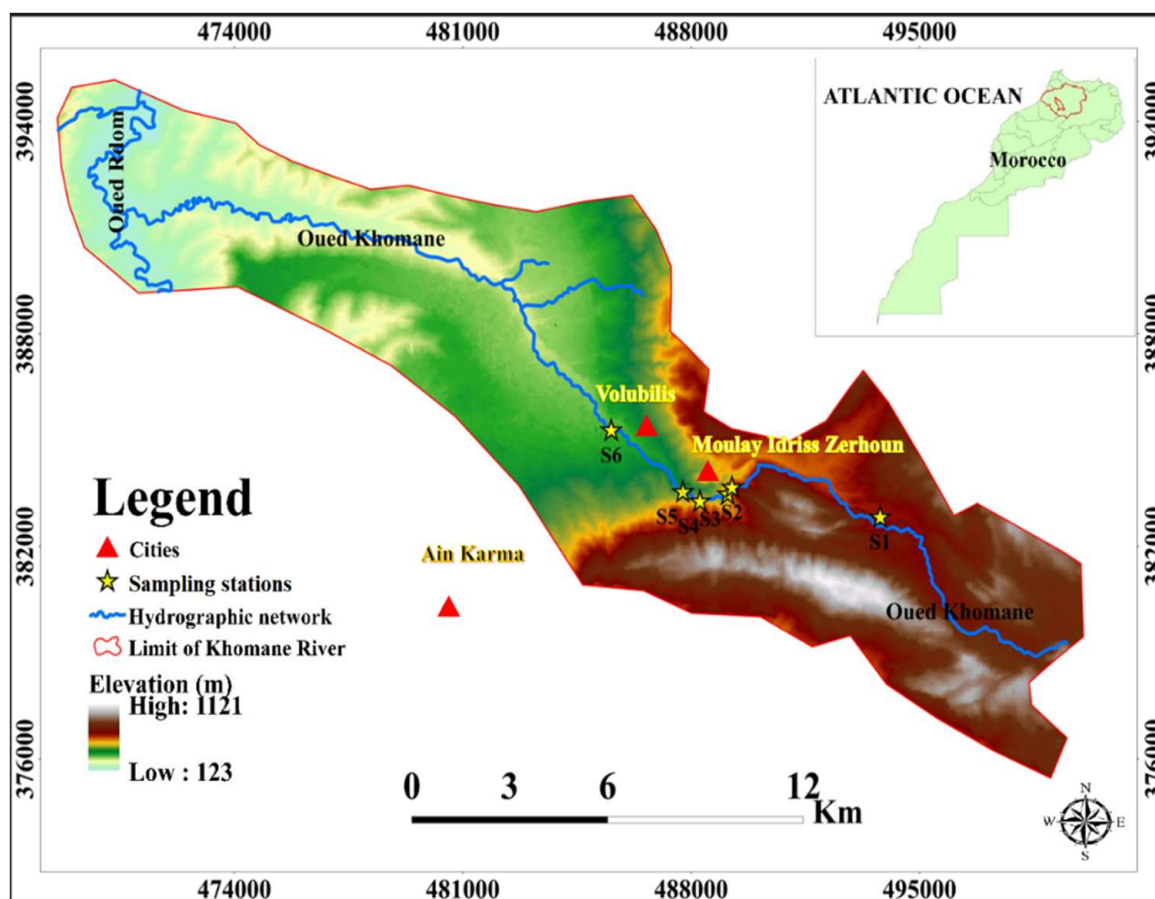 474000 481000 488000 495000
394000
388000
382000
376000
394000
388000
382000
376000
ATLANTIC OCEAN
Morocco
Oued Rdom
Oued Khomane
Volubilis
Moulay Idriss Zerhoun
S6
S5
S4
S3
S2
S1
Ain Karma
Oued Khomane
Legend
Cities
Sampling stations
Hydrographic network
Limit of Khomane River
Elevation (m)
High: 1121
Low : 123
0 3 6 12
Km
N
W E
S
474000 481000 488000 495000